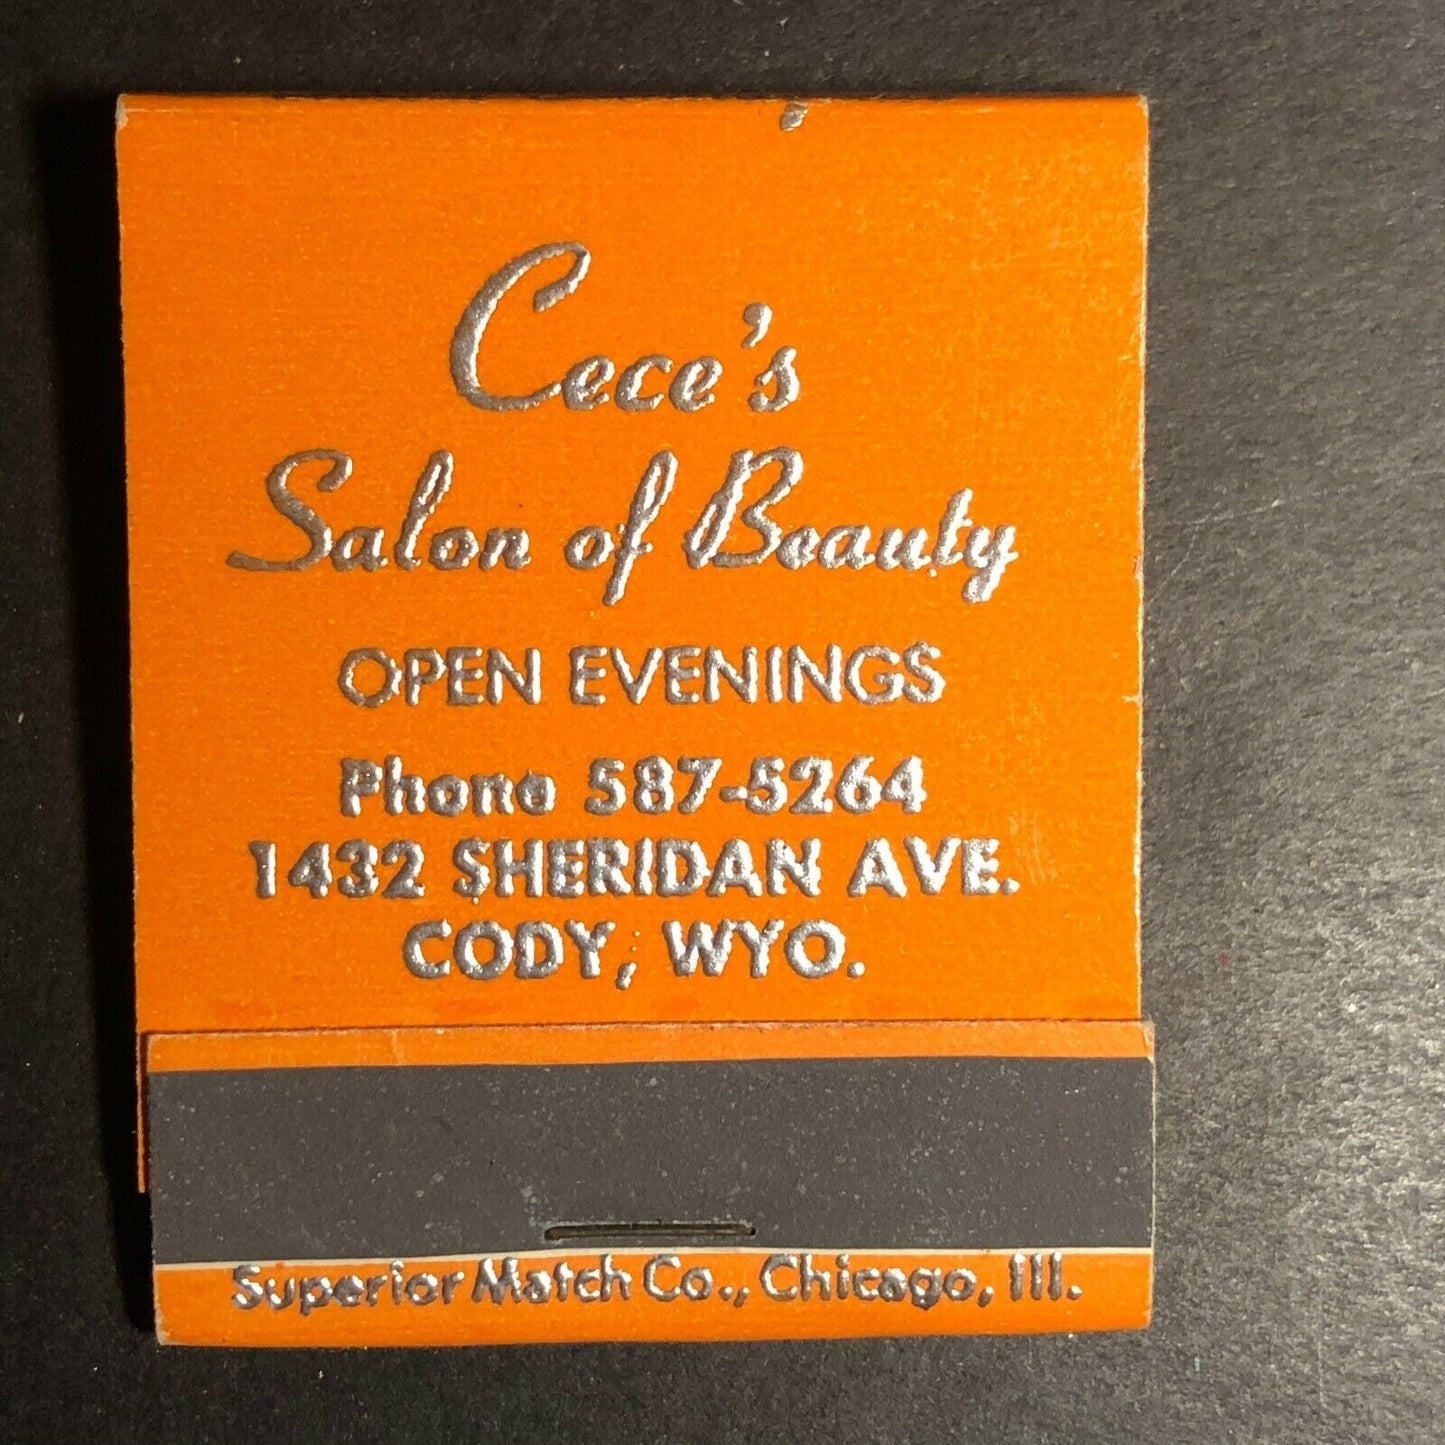 Cece's
Salon of Beauty
OPEN EVENINGS
Phone 587-5264
1432 SHERIDAN AVE.
CODY, WYO.
Superior Match Co., Chicago, Ill.